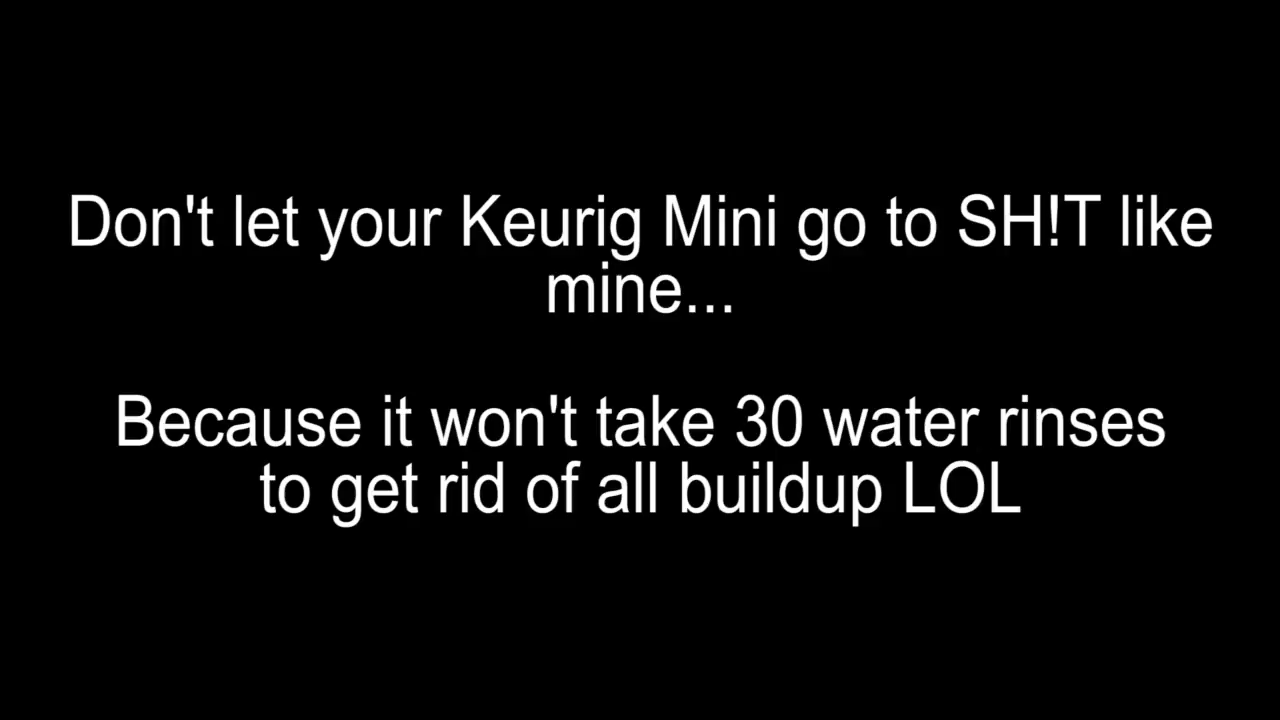 Don't let your Keurig Mini go to SH!T like
mine...
Because it won't take 30 water rinses
to get rid of all buildup LOL